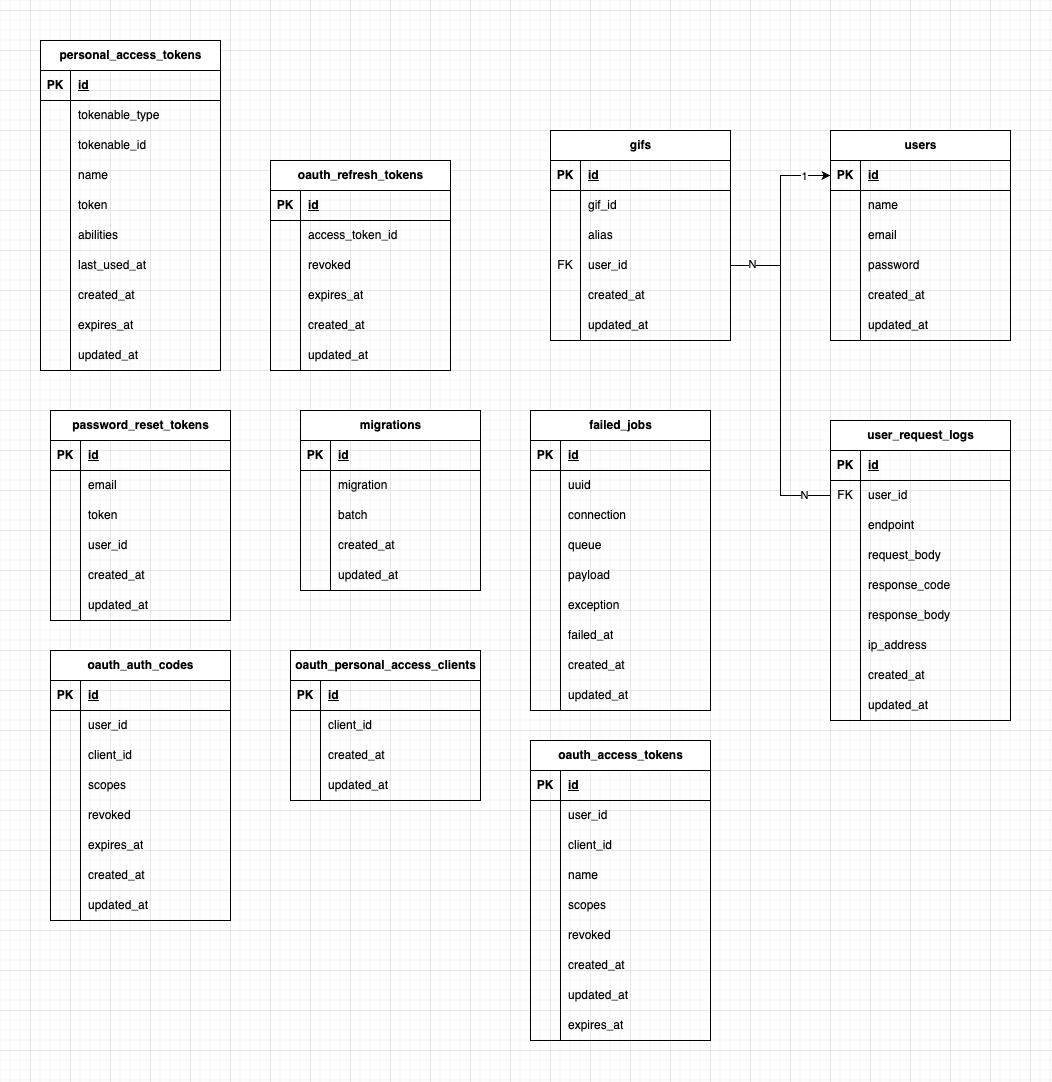 personal_access_tokens
PK id
tokenable_type
tokenable_id
name
token
abilities
last_used_at
created_at
expires_at
updated_at
oauth_refresh_tokens
PK id
access_token_id
revoked
expires_at
created_at
updated_at
gifs
PK id
gif_id
alias
FK user_id
created_at
updated_at
N
1
users
PK id
name
email
password
created_at
updated_at
password_reset_tokens
PK id
email
token
user_id
created_at
updated_at
migrations
PK id
migration
batch
created_at
updated_at
failed_jobs
PK id
uuid
connection
queue
payload
exception
failed_at
created_at
updated_at
user_request_logs
PK id
N
FK user_id
endpoint
request_body
response_code
response_body
ip_address
created_at
updated_at
oauth_auth_codes
PK id
user_id
client_id
scopes
revoked
expires_at
created_at
updated_at
oauth_personal_access_clients
PK id
client_id
created_at
updated_at
oauth_access_tokens
PK id
user_id
client_id
name
scopes
revoked
created_at
updated_at
expires_at